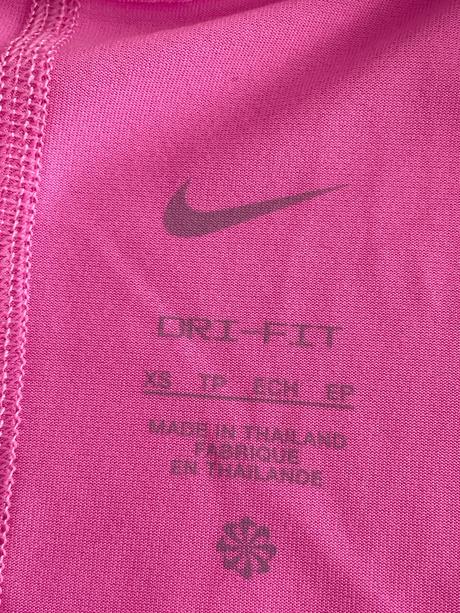 DRI-FIT
XS TP ECH EP
MADE IN THAILAND
FABRIQUE
EN THAILANDE